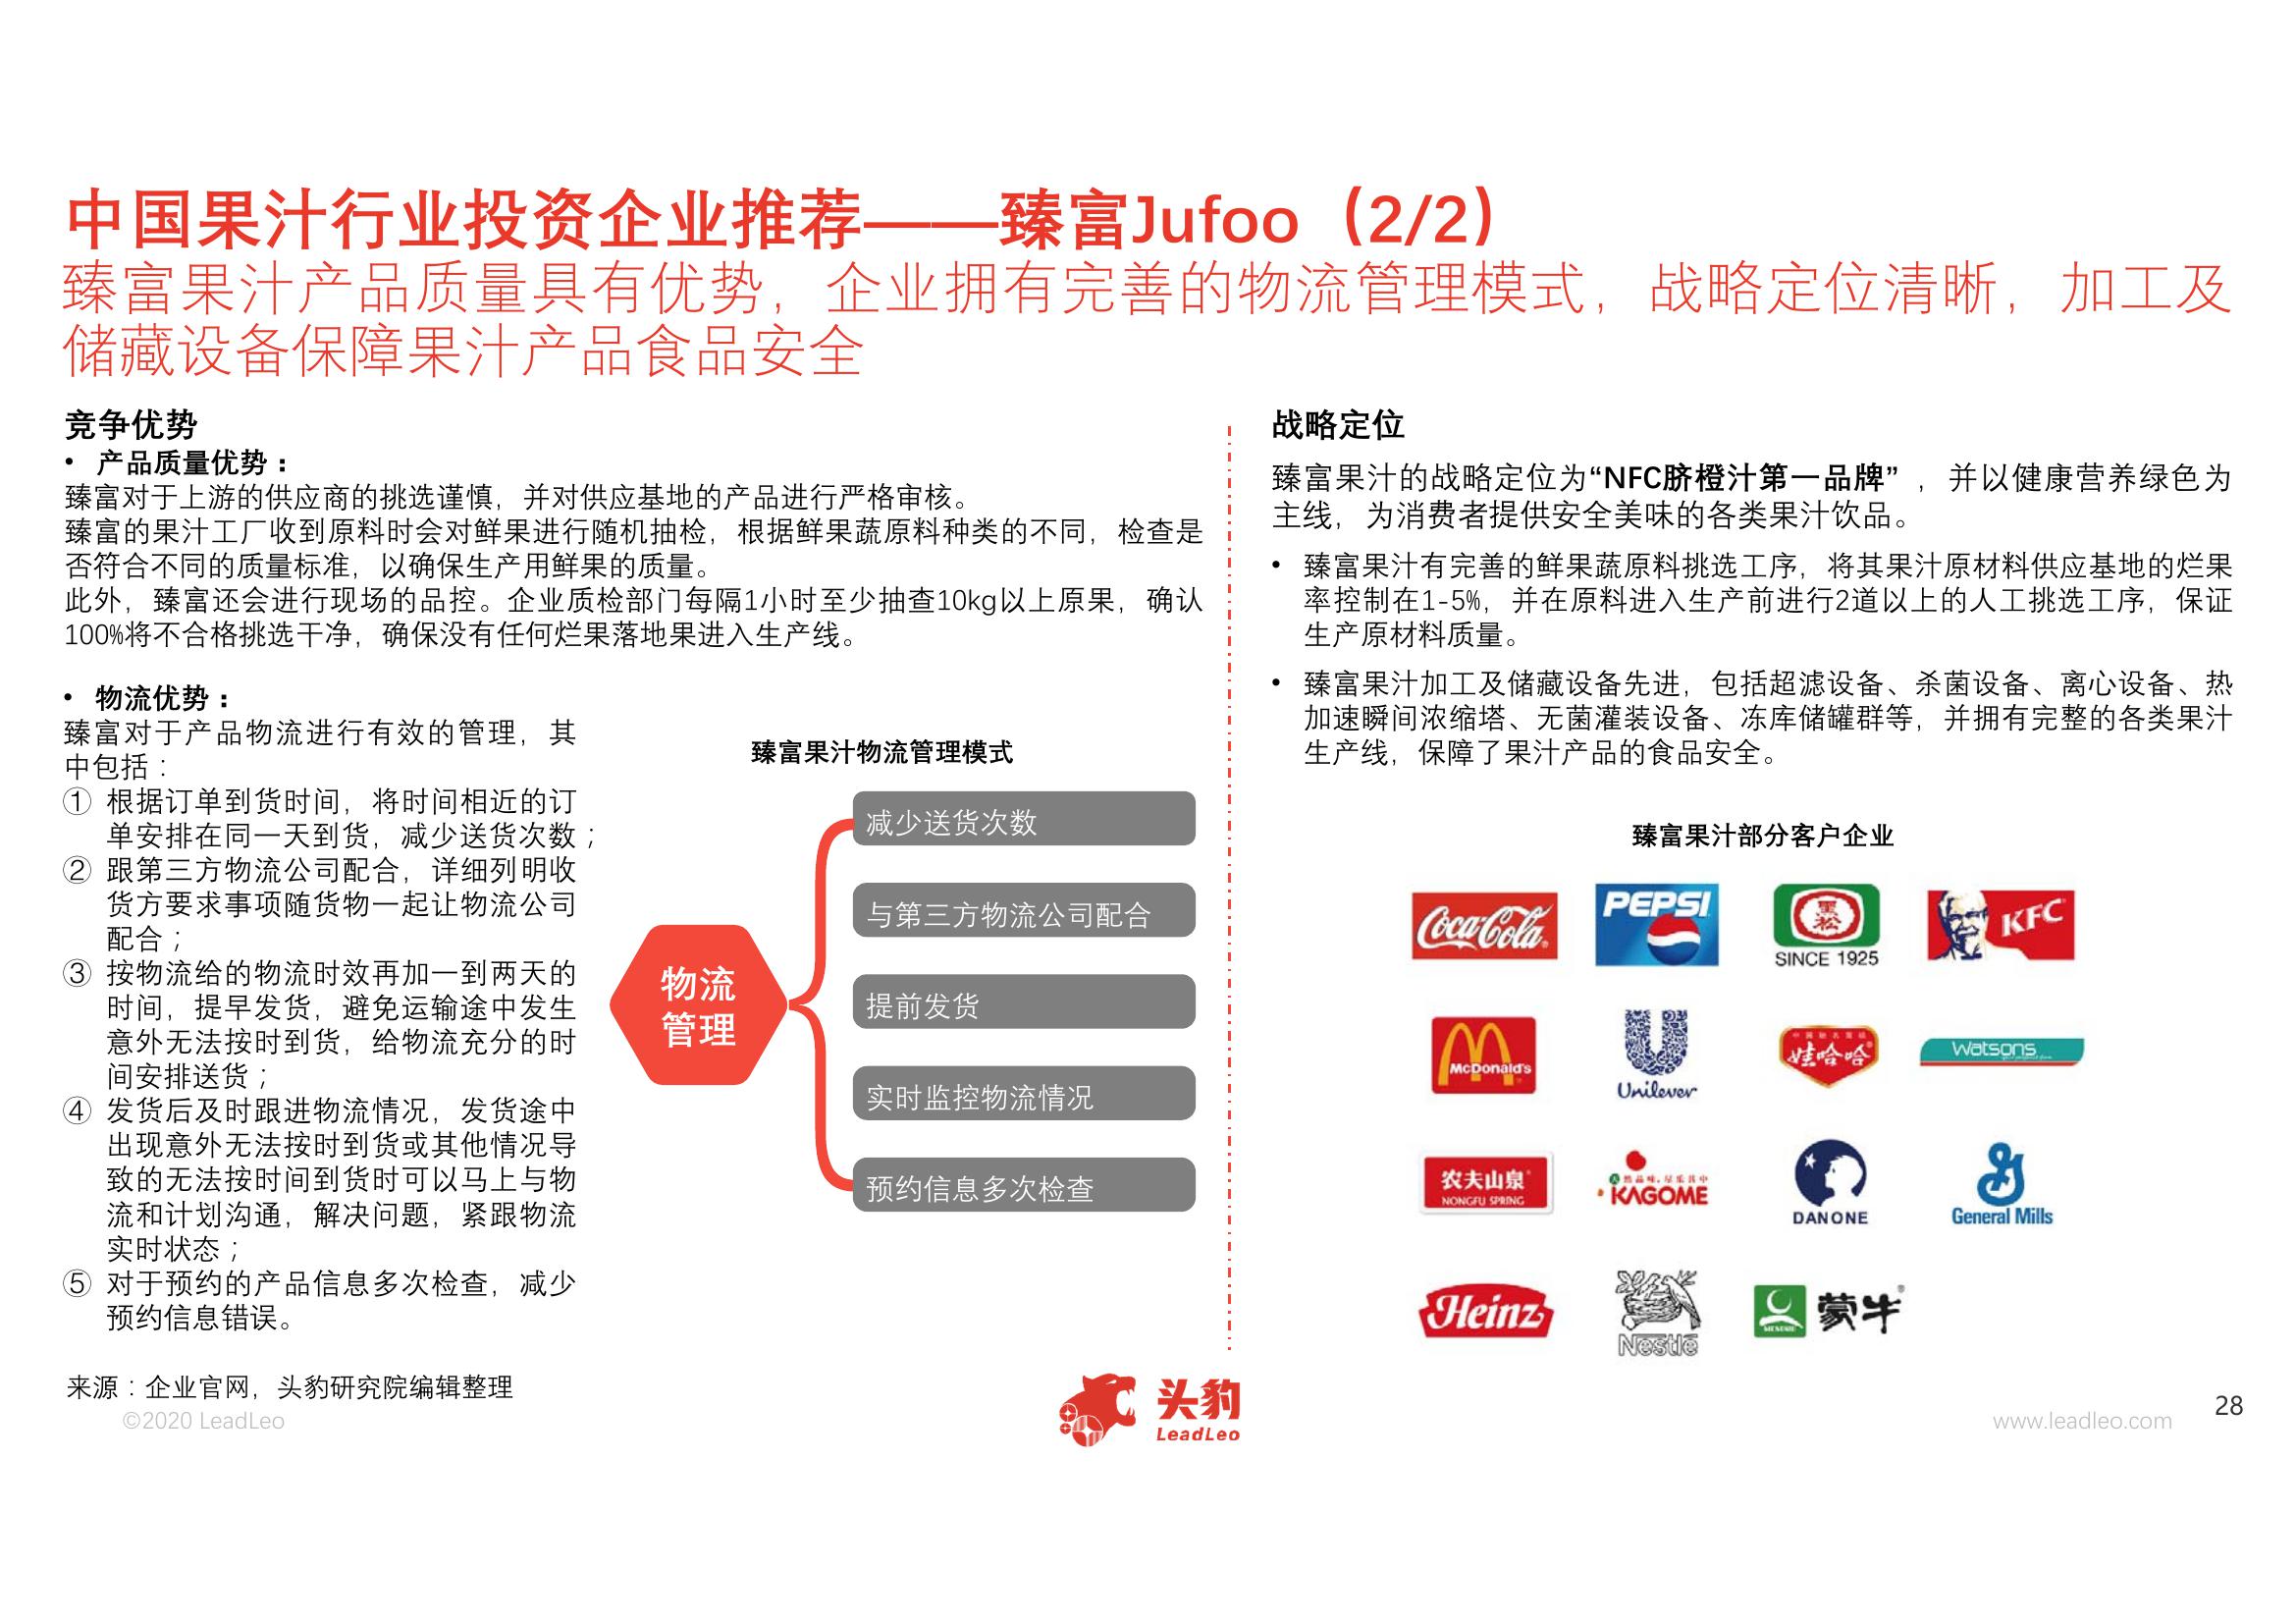 中国果汁行业投资企业推荐——臻富Jufoo（2/2）
臻富果汁产品质量具有优势，企业拥有完善的物流管理模式，战略定位清晰，加工及
储藏设备保障果汁产品食品安全
竞争优势
• 产品质量优势：
臻富对于上游的供应商的挑选谨慎，并对供应基地的产品进行严格审核。
臻富的果汁工厂收到原料时会对鲜果进行随机抽检，根据鲜果蔬原料种类的不同，检查是
否符合不同的质量标准，以确保生产用鲜果的质量。
此外，臻富还会进行现场的品控。企业质检部门每隔1小时至少抽查10kg以上原果，确认
100%将不合格挑选干净，确保没有任何烂果落地果进入生产线。
• 物流优势：
臻富对于产品物流进行有效的管理，其
中包括：
① 根据订单到货时间，将时间相近的订
单安排在同一天到货，减少送货次数；
② 跟第三方物流公司配合，详细列明收
货方要求事项随货物一起让物流公司
配合；
③ 按物流给的物流时效再加一到两天的
时间，提早发货，避免运输途中发生
意外无法按时到货，给物流充分的时
间安排送货；
④ 发货后及时跟进物流情况，发货途中
出现意外无法按时到货或其他情况导
致的无法按时间到货时可以马上与物
流和计划沟通，解决问题，紧跟物流
实时状态；
⑤ 对于预约的产品信息多次检查，减少
预约信息错误。
臻富果汁物流管理模式
物流
管理
减少送货次数
与第三方物流公司配合
提前发货
实时监控物流情况
预约信息多次检查
战略定位
臻富果汁的战略定位为“NFC脐橙汁第一品牌”，并以健康营养绿色为
主线，为消费者提供安全美味的各类果汁饮品。
• 臻富果汁有完善的鲜果蔬原料挑选工序，将其果汁原材料供应基地的烂果
率控制在1-5%，并在原料进入生产前进行2道以上的人工挑选工序，保证
生产原材料质量。
• 臻富果汁加工及储藏设备先进，包括超滤设备、杀菌设备、离心设备、热
加速瞬间浓缩塔、无菌灌装设备、冻库储罐群等，并拥有完整的各类果汁
生产线，保障了果汁产品的食品安全。
臻富果汁部分客户企业
Coca-Cola
PEPSI
SINCE 1925
KFC
McDonald's
Unilever
娃哈哈
Watsons
农夫山泉
NONGFU SPRING
KAGOME
DANONE
General Mills
Heinz
Nestlé
蒙牛
来源：企业官网，头豹研究院编辑整理
©2020 LeadLeo
头豹
LeadLeo
www.leadleo.com
28